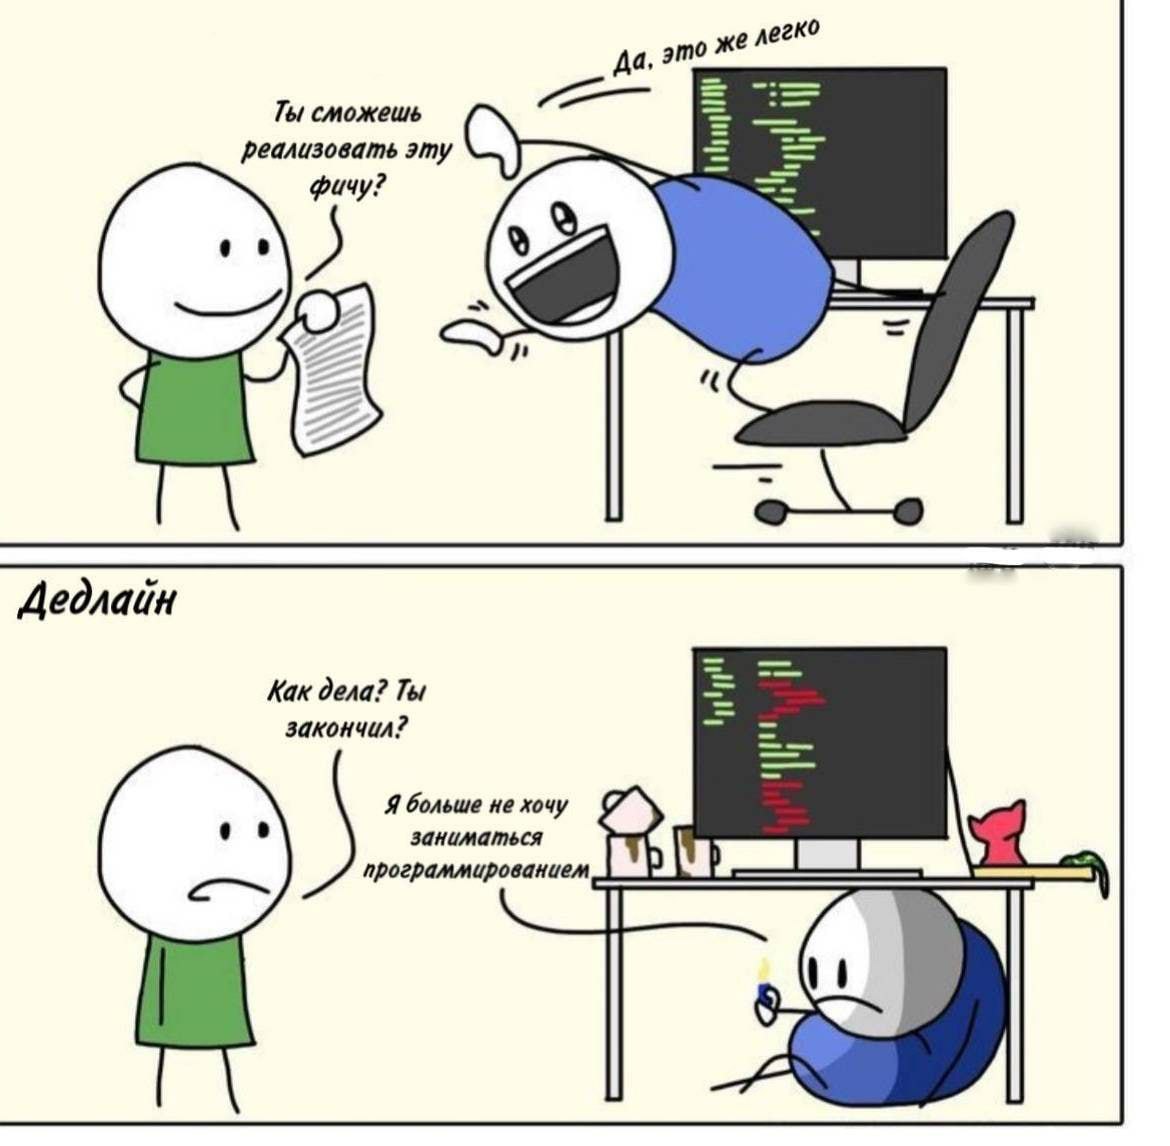 Да, это же легко
Ты сможешь
реализовать эту
фичу?
Дедлайн
Как дела? Ты
закончил?
Я больше не хочу
заниматься
программированием